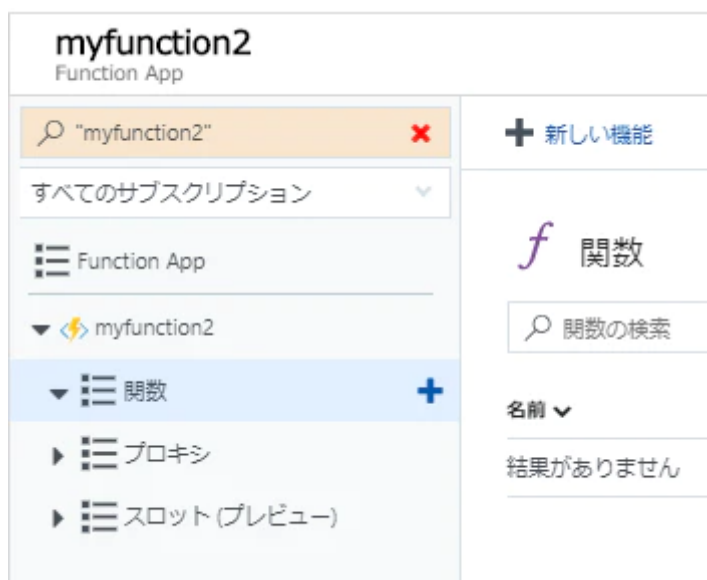 myfunction2
Function App
"myfunction2"
すべてのサブスクリプション
Function App
myfunction2
関数
プロキシ
スロット (プレビュー)
新しい機能
関数
関数の検索
名前
結果がありません